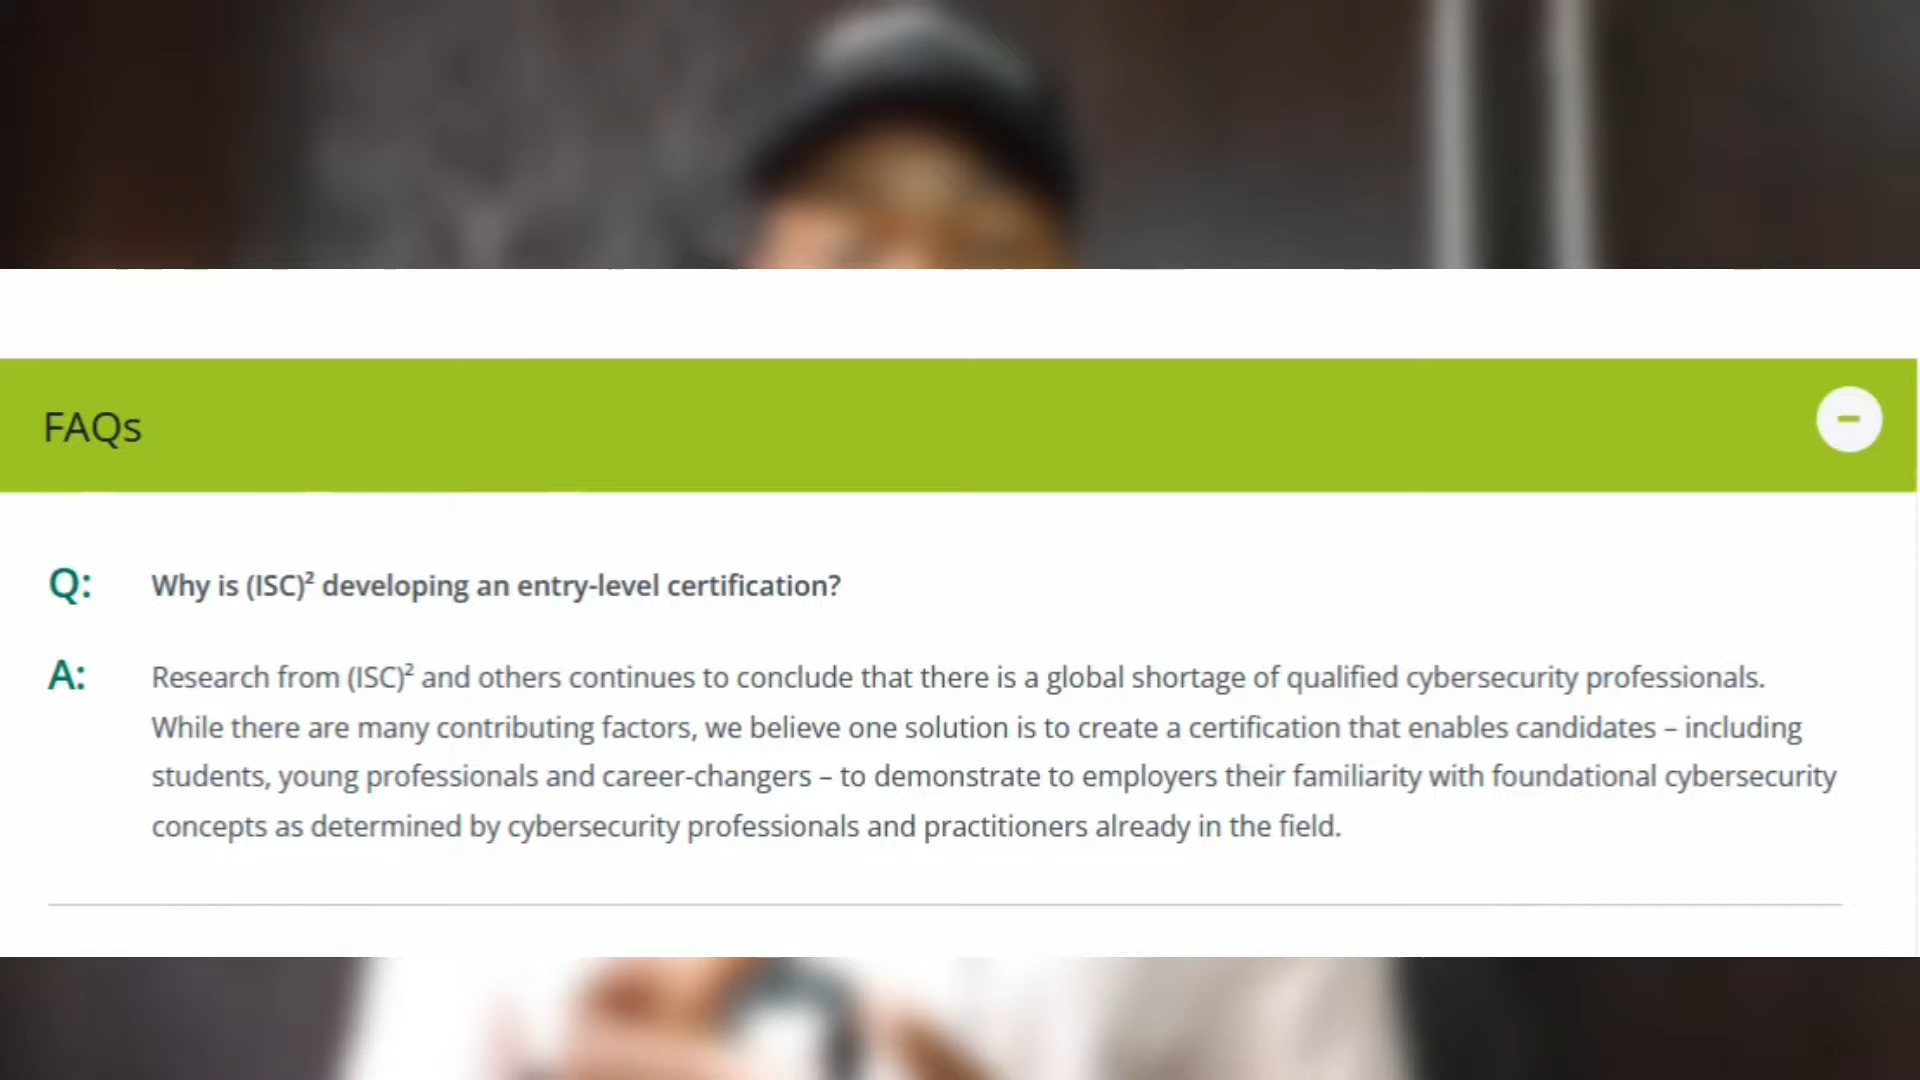 FAQs
Q: Why is (ISC)² developing an entry-level certification?
A: Research from (ISC)² and others continues to conclude that there is a global shortage of qualified cybersecurity professionals.
While there are many contributing factors, we believe one solution is to create a certification that enables candidates – including
students, young professionals and career-changers – to demonstrate to employers their familiarity with foundational cybersecurity
concepts as determined by cybersecurity professionals and practitioners already in the field.